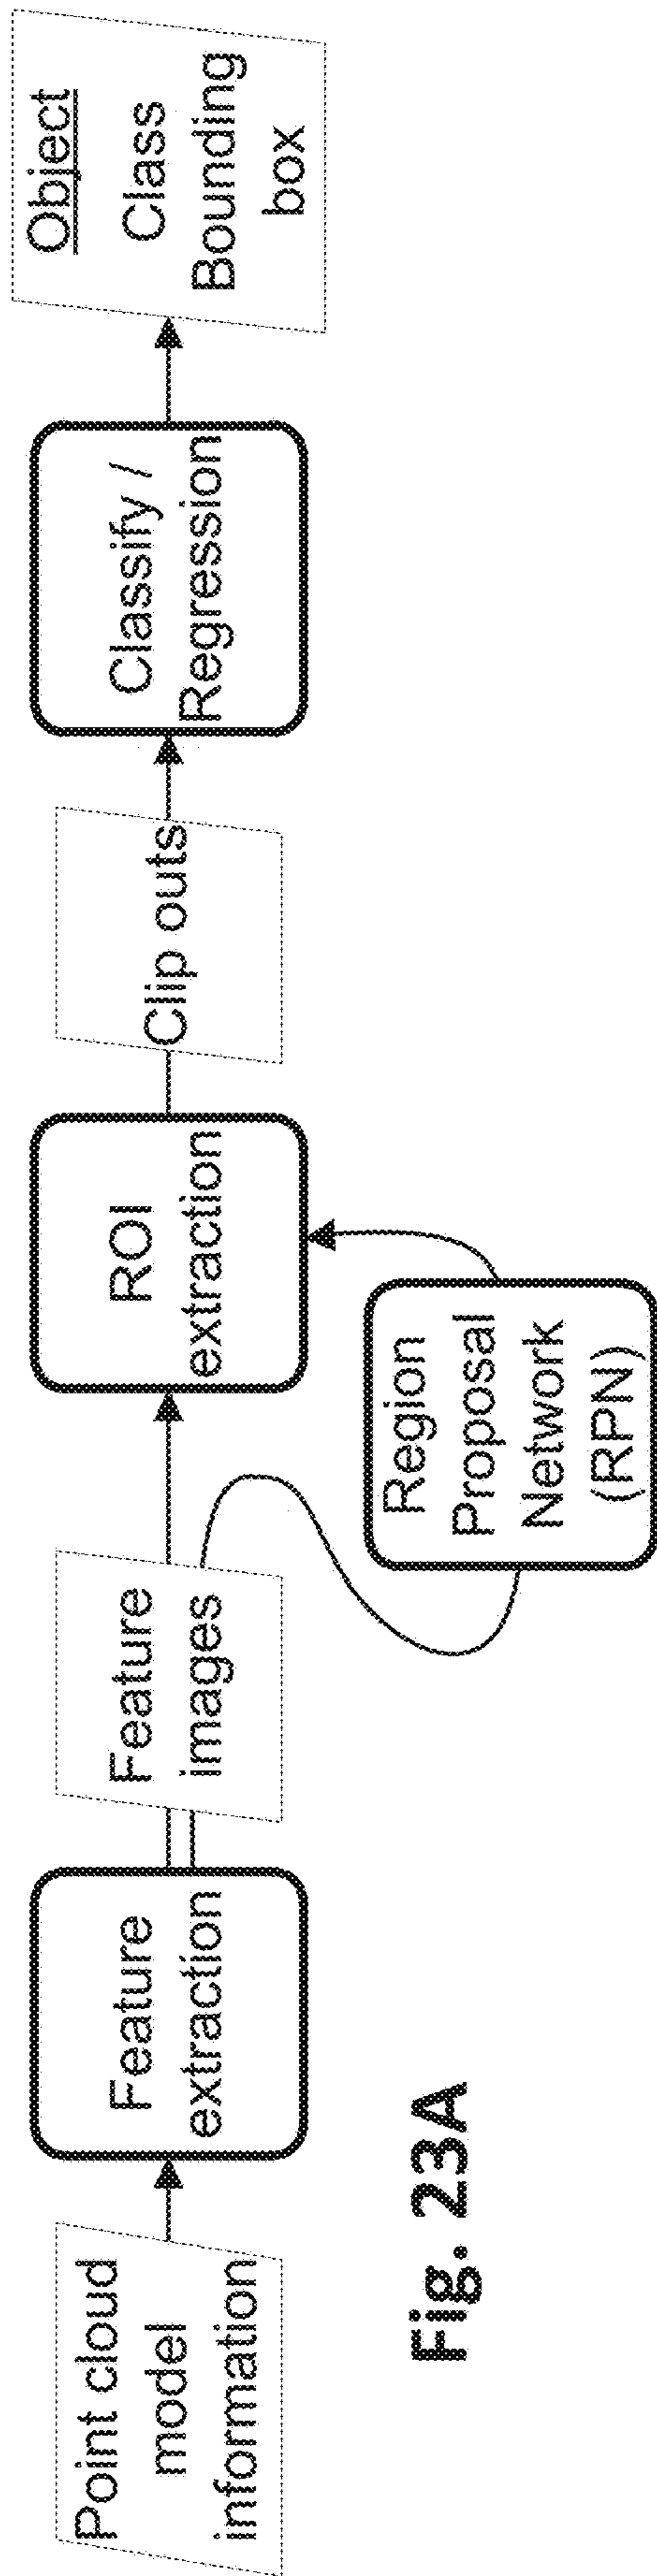 Point cloud
model
information
Feature
extraction
Feature
images
Region
Proposal
Network
(RPN)
ROI
extraction
Clip outs
Classify /
Regression
Object
Class
Bounding
box
Fig. 23A